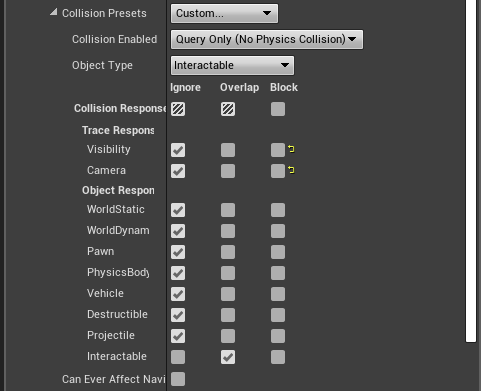 Collision Presets Custom...
Collision Enabled Query Only (No Physics Collision)
Object Type Interactable
Ignore Overlap Block
Collision Response
Trace Respons
Visibility
Camera
Object Respon
WorldStatic
WorldDynam
Pawn
PhysicsBody
Vehicle
Destructible
Projectile
Interactable
Can Ever Affect Navi